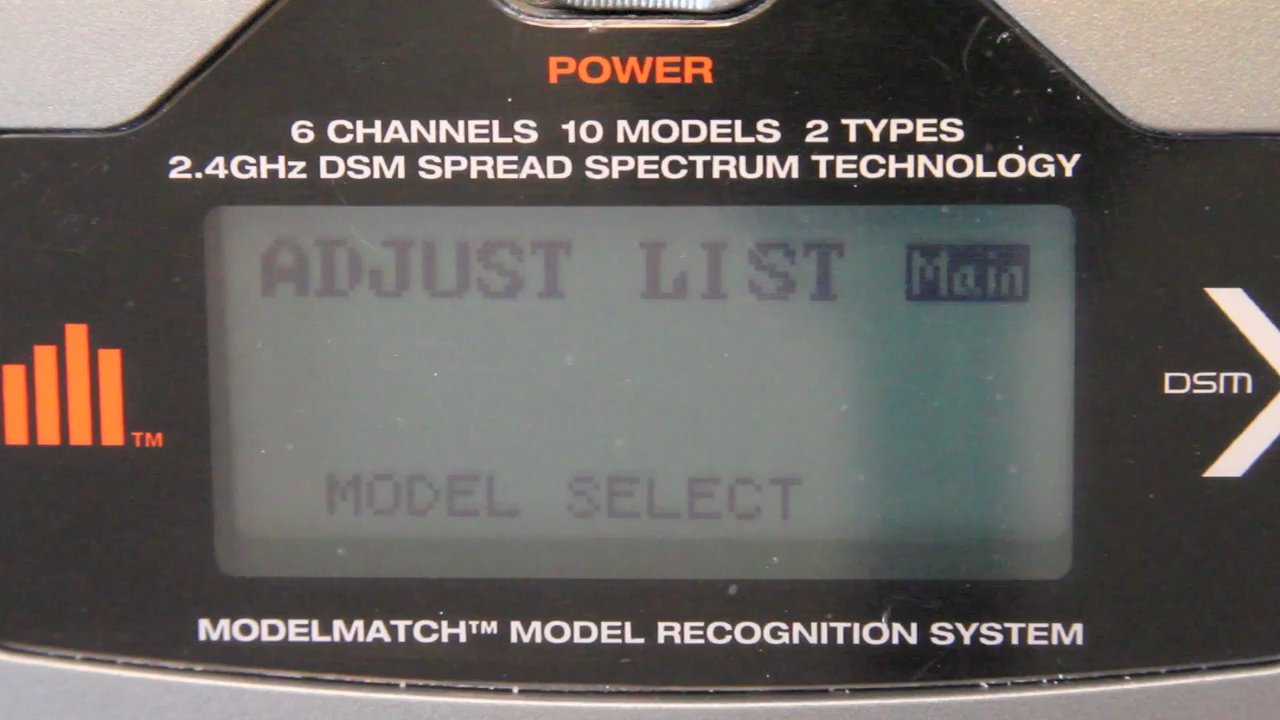 POWER
6 CHANNELS 10 MODELS 2 TYPES
2.4GHz DSM SPREAD SPECTRUM TECHNOLOGY
ADJUST LIST Main
TM
DSM
MODEL SELECT
MODELMATCH™ MODEL RECOGNITION SYSTEM